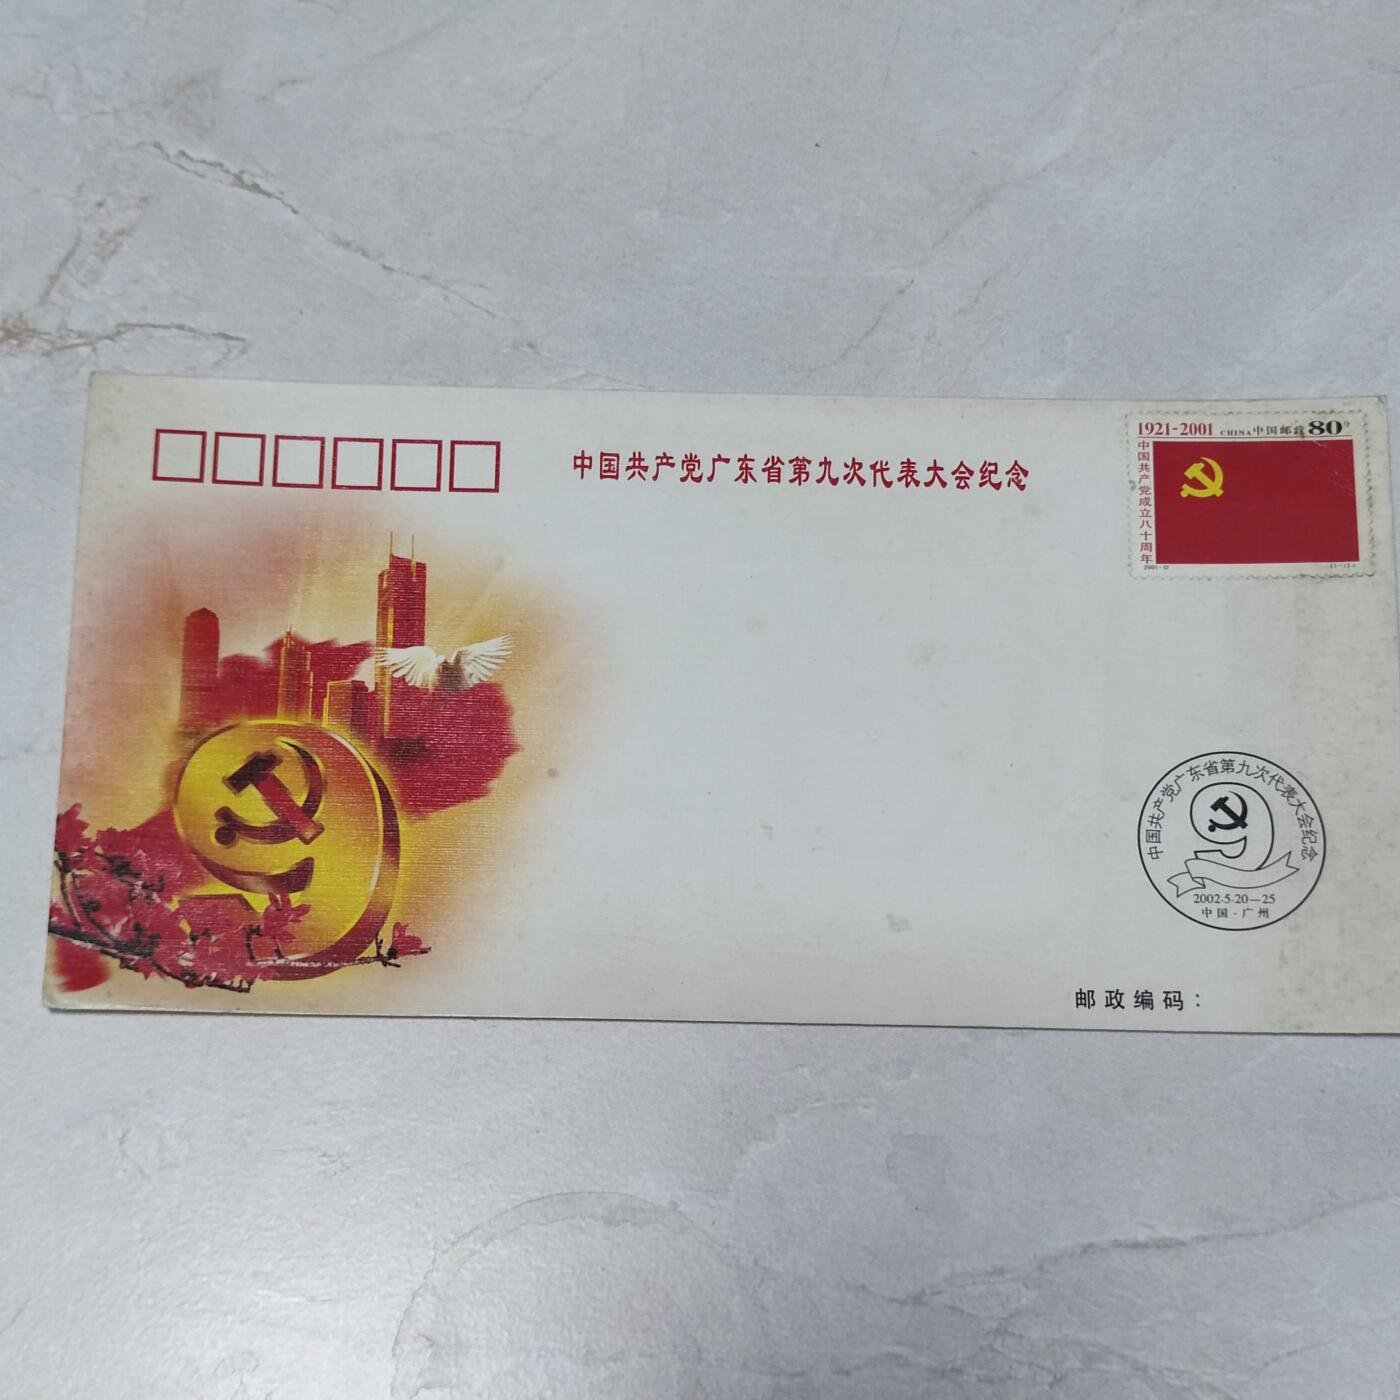 中国共产党广东省第九次代表大会纪念
1921-2001 CHINA 中国邮政 80分
中国共产党成立八十周年
2001-12
中国共产党广东省第九次代表大会纪念
2002·5·20—25
中国·广州
邮政编码：